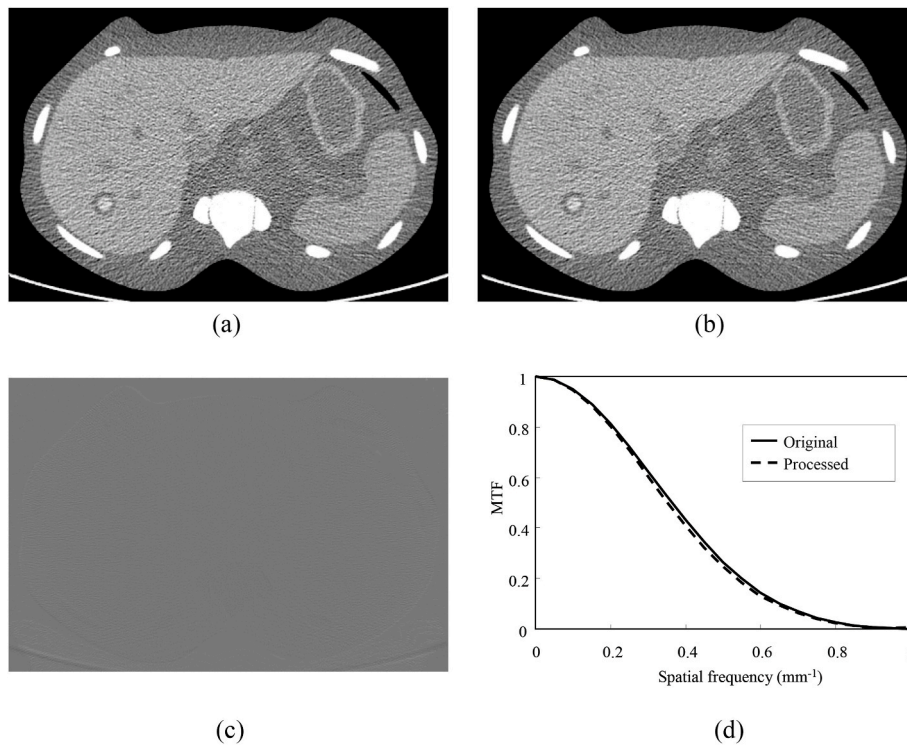 (a)
(b)
1
0.8
0.6
0.4
0.2
0
MTF
Original
Processed
0
0.2
0.4
0.6
0.8
Spatial frequency (mm⁻¹)
(c)
(d)